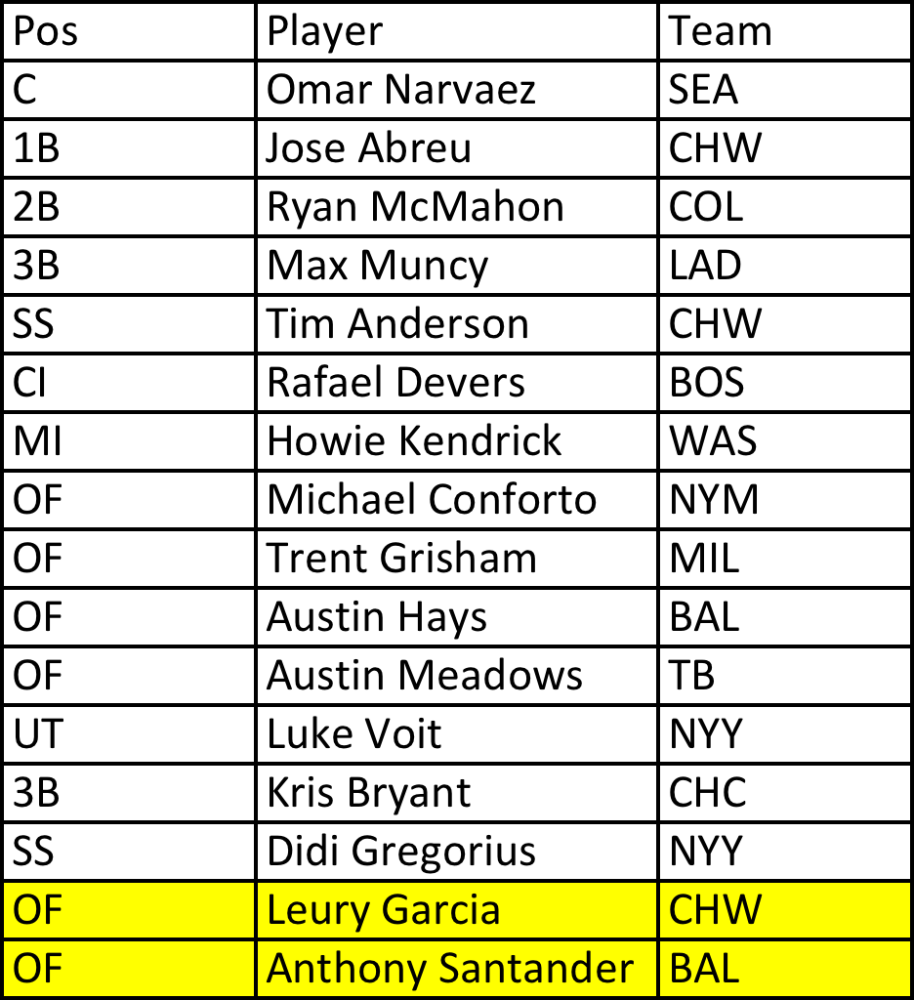 Pos Player Team
C Omar Narvaez SEA
1B Jose Abreu CHW
2B Ryan McMahon COL
3B Max Muncy LAD
SS Tim Anderson CHW
CI Rafael Devers BOS
MI Howie Kendrick WAS
OF Michael Conforto NYM
OF Trent Grisham MIL
OF Austin Hays BAL
OF Austin Meadows TB
UT Luke Voit NYY
3B Kris Bryant CHC
SS Didi Gregorius NYY
OF Leury Garcia CHW
OF Anthony Santander BAL